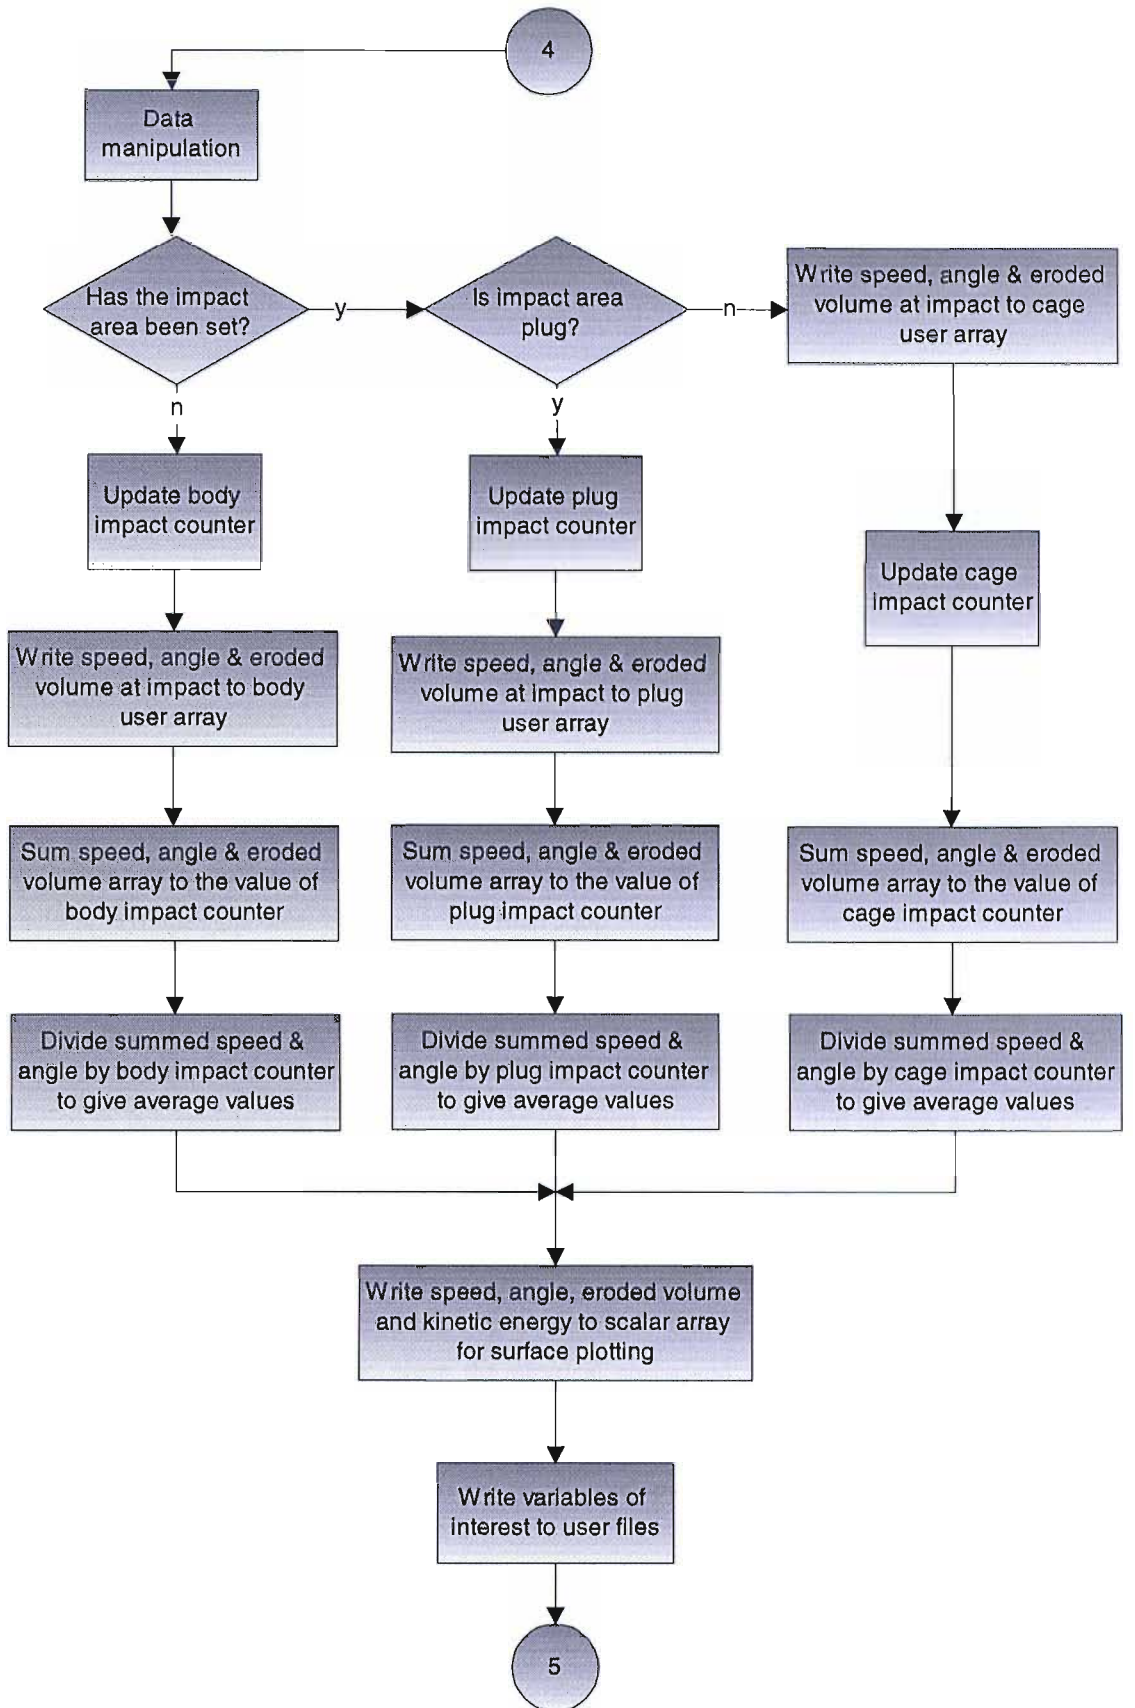 4
Data
manipulation
Has the impact
area been set?
y
Is impact area
plug?
n
Write speed, angle & eroded
volume at impact to cage
user array
n
y
Update body
impact counter
Update plug
impact counter
Update cage
impact counter
Write speed, angle & eroded
volume at impact to body
user array
Write speed, angle & eroded
volume at impact to plug
user array
Sum speed, angle & eroded
volume array to the value of
body impact counter
Sum speed, angle & eroded
volume array to the value of
plug impact counter
Sum speed, angle & eroded
volume array to the value of
cage impact counter
Divide summed speed &
angle by body impact counter
to give average values
Divide summed speed &
angle by plug impact counter
to give average values
Divide summed speed &
angle by cage impact counter
to give average values
Write speed, angle, eroded volume
and kinetic energy to scalar array
for surface plotting
Write variables of
interest to user files
5